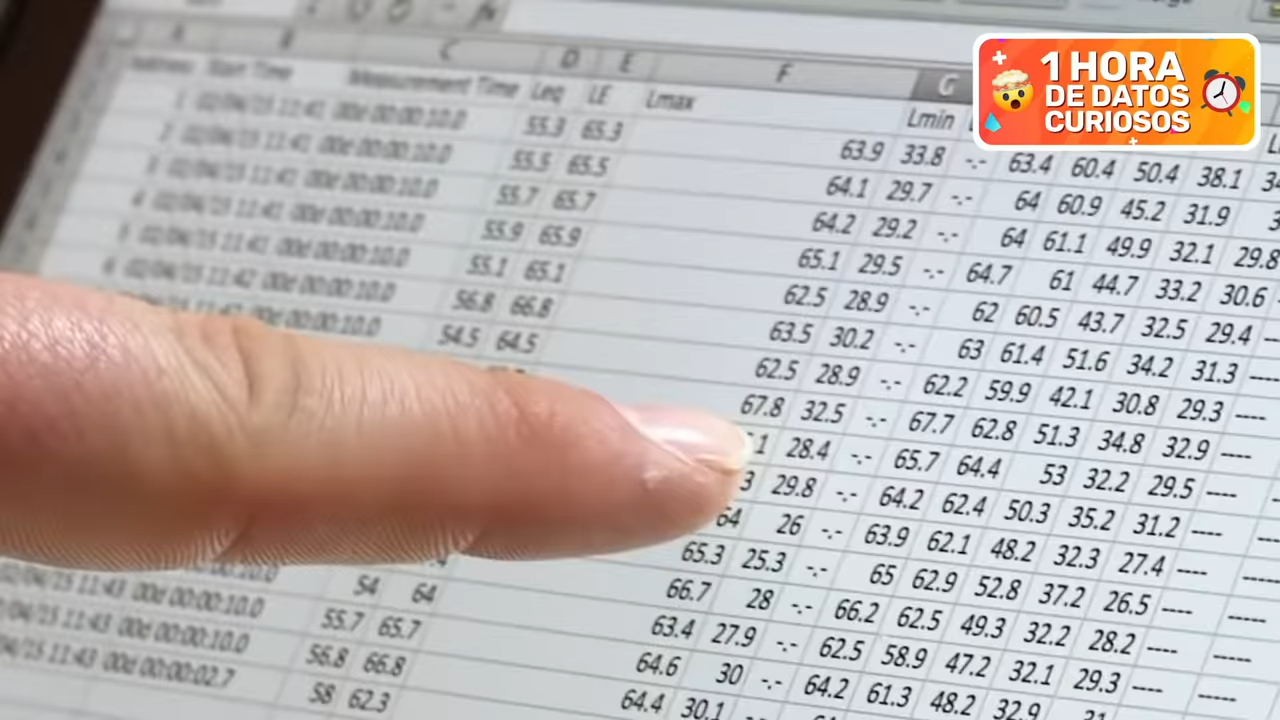 1 HORA
DE DATOS
CURIOSOS
A B C D E F G
Start Time Measurement Time Leq LE Lmax Lmin
1 02/04/15 11:41 00d 00:00:10.0 55.3 65.3 63.9 33.8 -.- 63.4 60.4 50.4 38.1
2 02/04/15 11:41 00d 00:00:10.0 55.5 65.5 64.1 29.7 -.- 64 60.9 45.2 31.9
3 02/04/15 11:41 00d 00:00:10.0 55.7 65.7 64.2 29.2 -.- 64 61.1 49.9 32.1 29.8
4 02/04/15 11:41 00d 00:00:10.0 55.9 65.9 65.1 29.5 -.- 64.7 61 44.7 33.2 30.6
5 02/04/15 11:41 00d 00:00:10.0 55.1 65.1 62.5 28.9 -.- 62 60.5 43.7 32.5 29.4
6 02/04/15 11:42 00d 00:00:10.0 56.8 66.8 63.5 30.2 -.- 63 61.4 51.6 34.2 31.3 ----
00:00:10.0 54.5 64.5 62.5 28.9 -.- 62.2 59.9 42.1 30.8 29.3 ----
67.8 32.5 -.- 67.7 62.8 51.3 34.8 32.9 ----
1 28.4 -.- 65.7 64.4 53 32.2 29.5 ----
3 29.8 -.- 64.2 62.4 50.3 35.2 31.2 ----
64 26 -.- 63.9 62.1 48.2 32.3 27.4 ----
65.3 25.3 -.- 65 62.9 52.8 37.2 26.5 ----
66.7 28 -.- 66.2 62.5 49.3 32.2 28.2 ----
54 64 63.4 27.9 -.- 62.5 58.9 47.2 32.1 29.3 ----
02/04/15 11:43 00d 00:00:10.0 55.7 65.7 64.6 30 -.- 64.2 61.3 48.2 32.9
/04/15 11:43 00d 00:00:10.0 56.8 66.8 64.4 30.1
04/15 11:43 00d 00:00:02.7 58 62.3